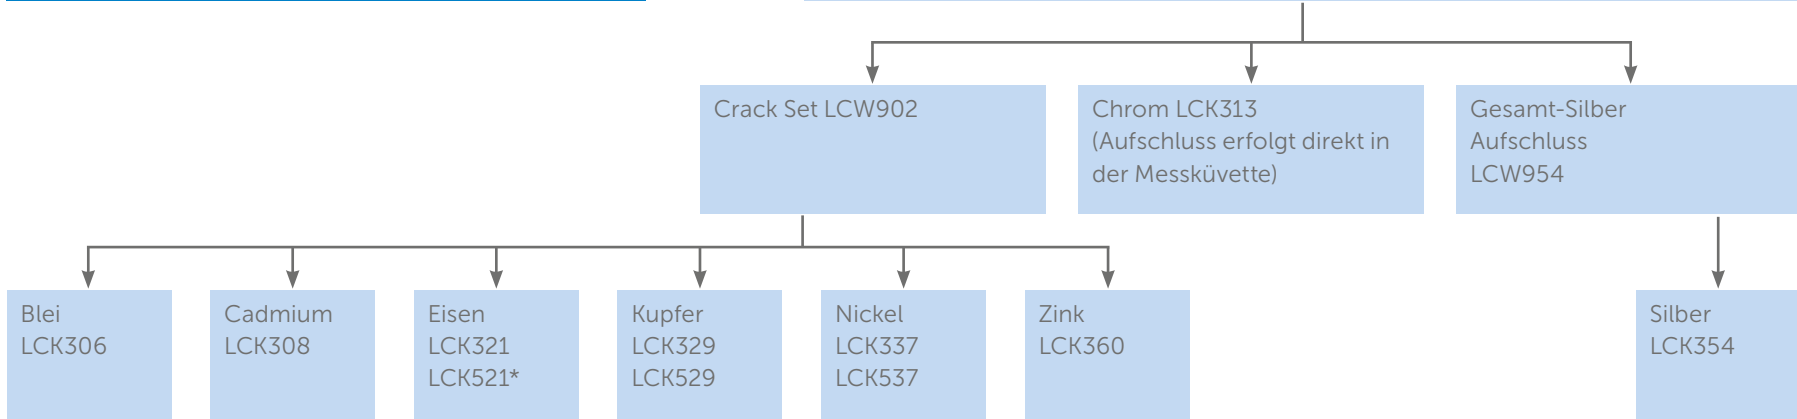 Crack Set LCW902
Chrom LCK313
(Aufschluss erfolgt direkt in
der Messküvette)
Gesamt-Silber
Aufschluss
LCW954
Blei
LCK306
Cadmium
LCK308
Eisen
LCK321
LCK521*
Kupfer
LCK329
LCK529
Nickel
LCK337
LCK537
Zink
LCK360
Silber
LCK354